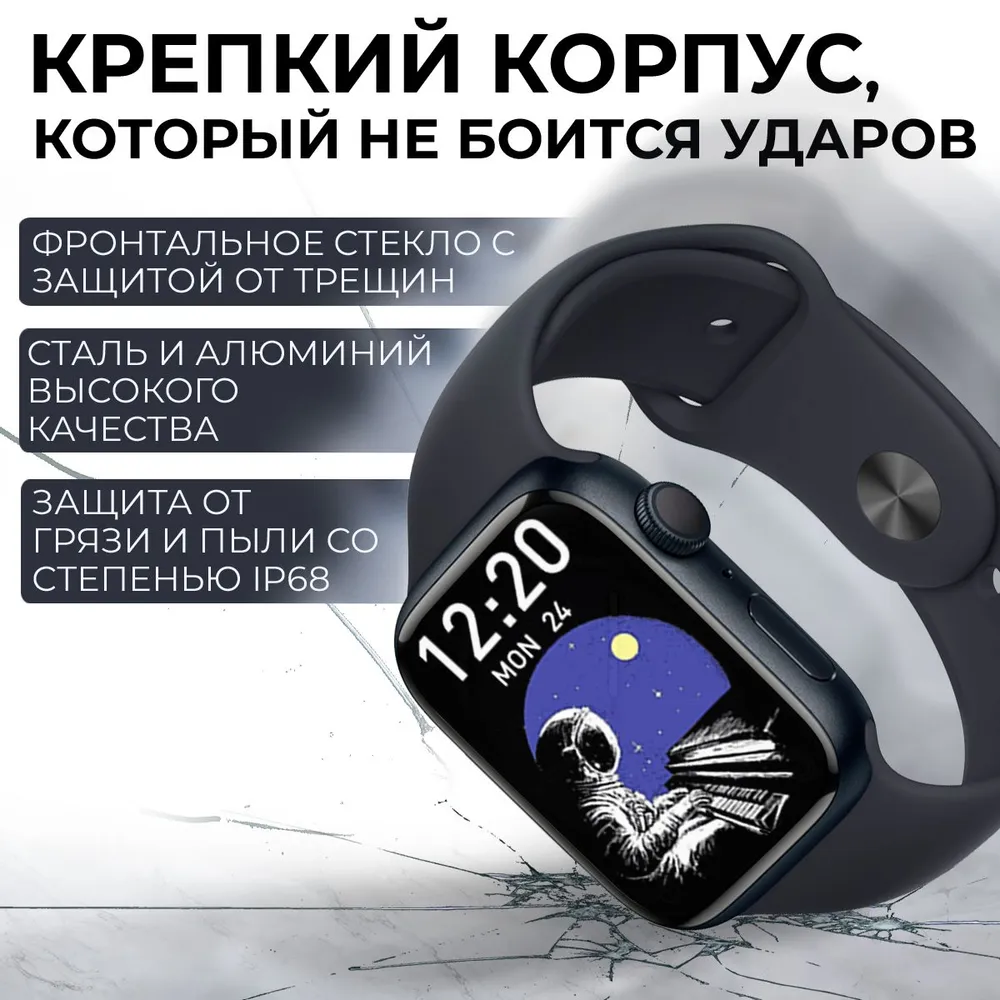 КРЕПКИЙ КОРПУС,
КОТОРЫЙ НЕ БОИТСЯ УДАРОВ
ФРОНТАЛЬНОЕ СТЕКЛО С
ЗАЩИТОЙ ОТ ТРЕЩИН
СТАЛЬ И АЛЮМИНИЙ
ВЫСОКОГО
КАЧЕСТВА
ЗАЩИТА ОТ
ГРЯЗИ И ПЫЛИ СО
СТЕПЕНЬЮ IP68
12:20
MON 24